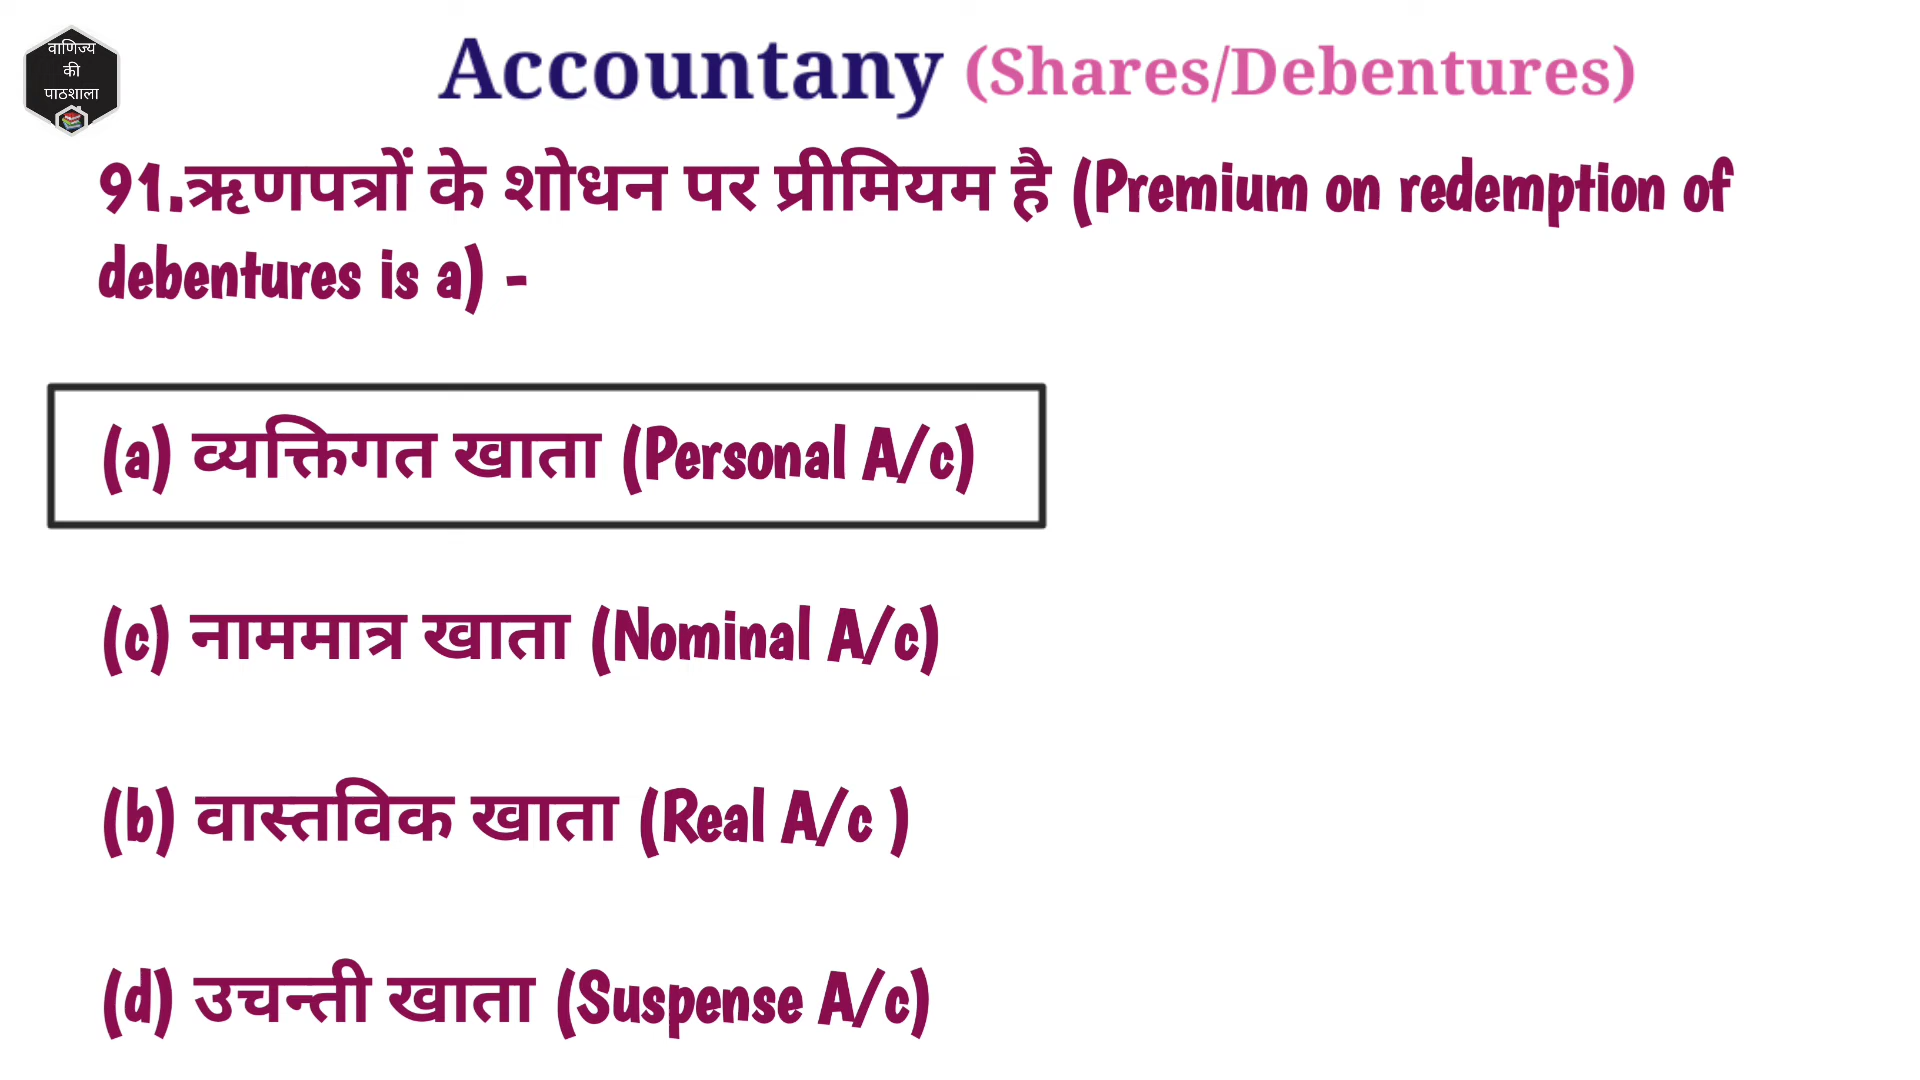 वाणिज्य
की
पाठशाला
Accountany (Shares/Debentures)
91.ऋणपत्रों के शोधन पर प्रीमियम है (Premium on redemption of
debentures is a) -
(a) व्यक्तिगत खाता (Personal A/c)
(c) नाममात्र खाता (Nominal A/c)
(b) वास्तविक खाता (Real A/c )
(d) उचन्ती खाता (Suspense A/c)